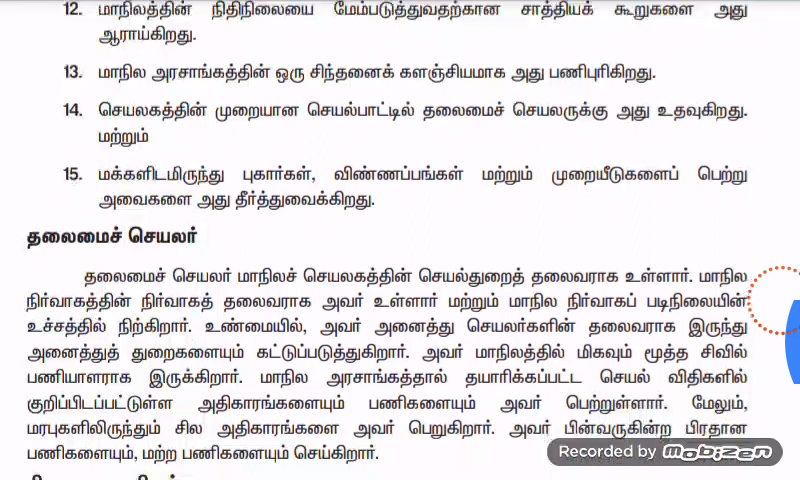 12. மாநிலத்தின் நிதிநிலையை மேம்படுத்துவதற்கான சாத்தியக் கூறுகளை அது
ஆராய்கிறது.
13. மாநில அரசாங்கத்தின் ஒரு சிந்தனைக் களஞ்சியமாக அது பணிபுரிகிறது.
14. செயலகத்தின் முறையான செயல்பாட்டில் தலைமைச் செயலருக்கு அது உதவுகிறது.
மற்றும்
15. மக்களிடமிருந்து புகார்கள், விண்ணப்பங்கள் மற்றும் முறையீடுகளைப் பெற்று
அவைகளை அது தீர்த்துவைக்கிறது.
தலைமைச் செயலர்
தலைமைச் செயலர் மாநிலச் செயலகத்தின் செயல்துறைத் தலைவராக உள்ளார். மாநில
நிர்வாகத்தின் நிர்வாகத் தலைவராக அவர் உள்ளார் மற்றும் மாநில நிர்வாகப் படிநிலையின்
உச்சத்தில் நிற்கிறார். உண்மையில், அவர் அனைத்து செயலர்களின் தலைவராக இருந்து
அனைத்துத் துறைகளையும் கட்டுப்படுத்துகிறார். அவர் மாநிலத்தில் மிகவும் மூத்த சிவில்
பணியாளராக இருக்கிறார். மாநில அரசாங்கத்தால் தயாரிக்கப்பட்ட செயல் விதிகளில்
குறிப்பிடப்பட்டுள்ள அதிகாரங்களையும் பணிகளையும் அவர் பெற்றுள்ளார். மேலும்,
மரபுகளிலிருந்தும் சில அதிகாரங்களை அவர் பெறுகிறார். அவர் பின்வருகின்ற பிரதான
பணிகளையும், மற்ற பணிகளையும் செய்கிறார்.
Recorded by mobizen